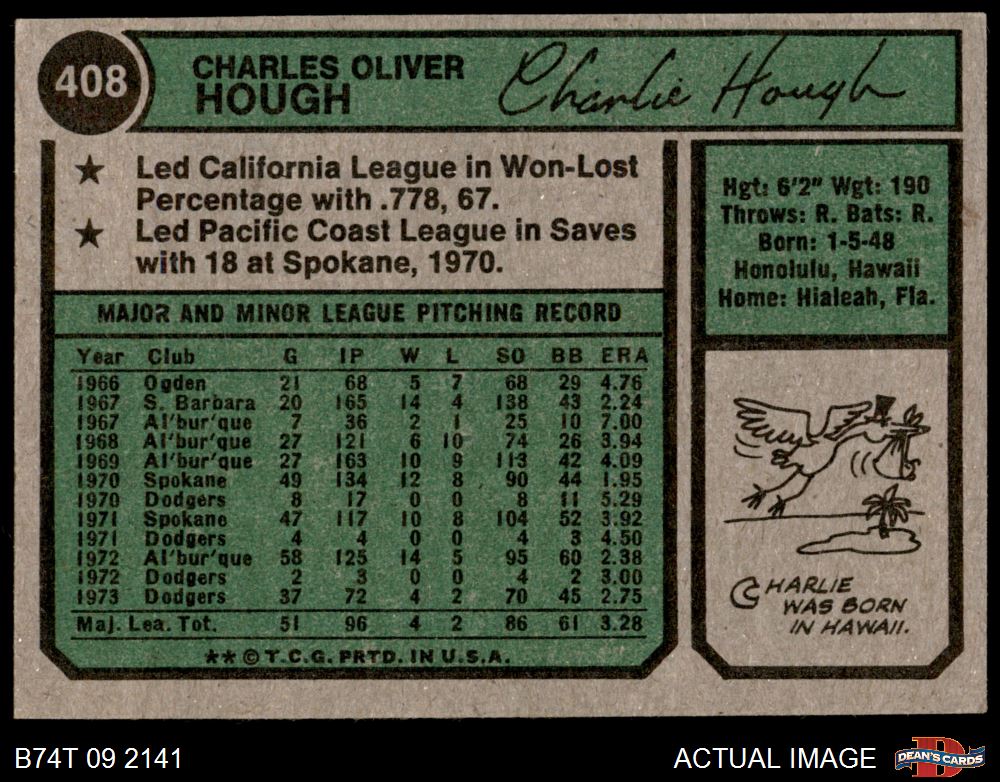 408
CHARLES OLIVER
HOUGH
Charlie Hough
★ Led California League in Won-Lost
Percentage with .778, 67.
★ Led Pacific Coast League in Saves
with 18 at Spokane, 1970.
Hgt: 6'2" Wgt: 190
Throws: R. Bats: R.
Born: 1-5-48
Honolulu, Hawaii
Home: Hialeah, Fla.
MAJOR AND MINOR LEAGUE PITCHING RECORD
Year Club G IP W L SO BB ERA
1966 Ogden 21 68 5 7 68 29 4.76
1967 S. Barbara 20 165 14 4 138 43 2.24
1967 Al'bur'que 7 36 2 1 25 10 7.00
1968 Al'bur'que 27 121 6 10 74 26 3.94
1969 Al'bur'que 27 163 10 9 113 42 4.09
1970 Spokane 49 134 12 8 90 44 1.95
1970 Dodgers 8 17 0 0 8 11 5.29
1971 Spokane 47 117 10 8 104 52 3.92
1971 Dodgers 4 4 0 0 4 3 4.50
1972 Al'bur'que 58 125 14 5 95 60 2.38
1972 Dodgers 2 3 0 0 4 2 3.00
1973 Dodgers 37 72 4 2 70 45 2.75
Maj. Lea. Tot. 51 96 4 2 86 61 3.28
** © T.C.G. PRTD. IN U.S.A.
CHARLIE
WAS BORN
IN HAWAII.
B74T 09 2141
ACTUAL IMAGE
DEAN'S CARDS